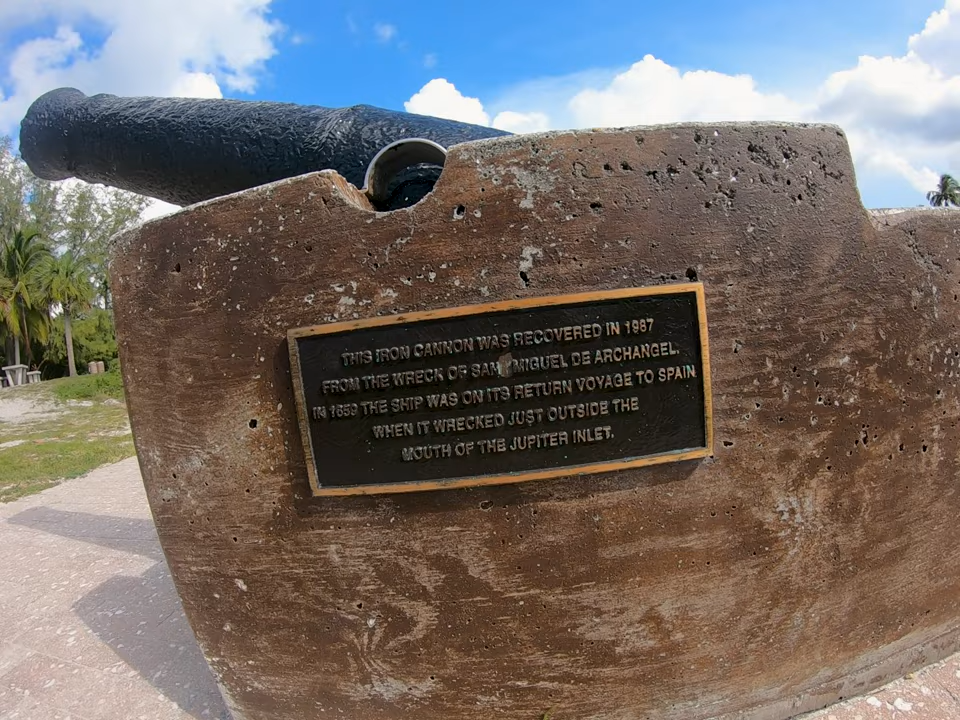 THIS IRON CANNON WAS RECOVERED IN 1987
FROM THE WRECK OF SAN MIGUEL DE ARCHANGEL.
IN 1659 THE SHIP WAS ON ITS RETURN VOYAGE TO SPAIN
WHEN IT WRECKED JUST OUTSIDE THE
MOUTH OF THE JUPITER INLET.